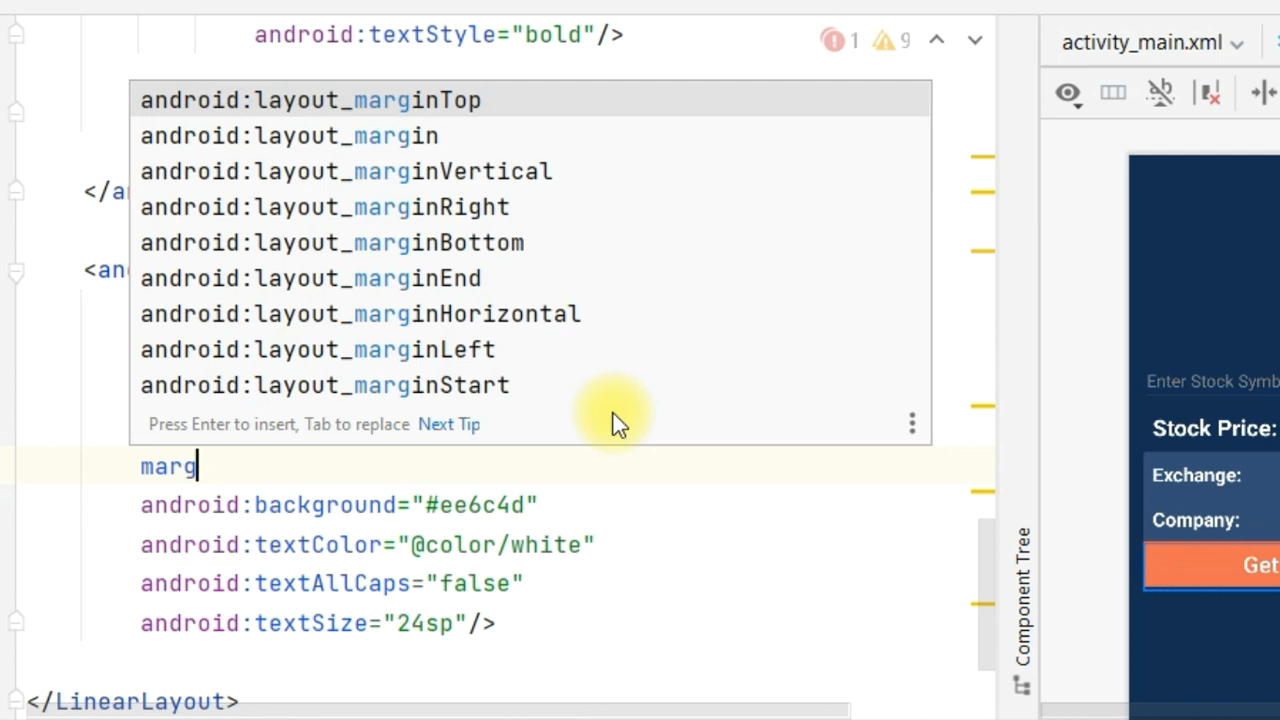 android:textStyle="bold"/>
1 9
activity_main.xml
android:layout_marginTop
android:layout_margin
android:layout_marginVertical
</an
android:layout_marginRight
android:layout_marginBottom
<an
android:layout_marginEnd
android:layout_marginHorizontal
android:layout_marginLeft
android:layout_marginStart
Press Enter to insert, Tab to replace Next Tip
marg
android:background="#ee6c4d"
android:textColor="@color/white"
android:textAllCaps="false"
android:textSize="24sp"/>
</LinearLayout>
Component Tree
Enter Stock Symb
Stock Price:
Exchange:
Company:
Get